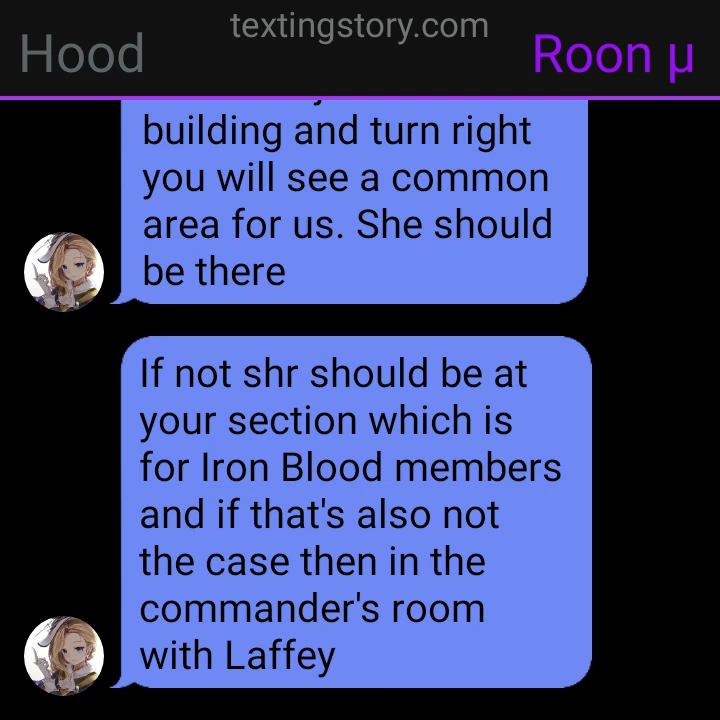 textingstory.com
Hood
Roon μ
building and turn right
you will see a common
area for us. She should
be there
If not shr should be at
your section which is
for Iron Blood members
and if that's also not
the case then in the
commander's room
with Laffey